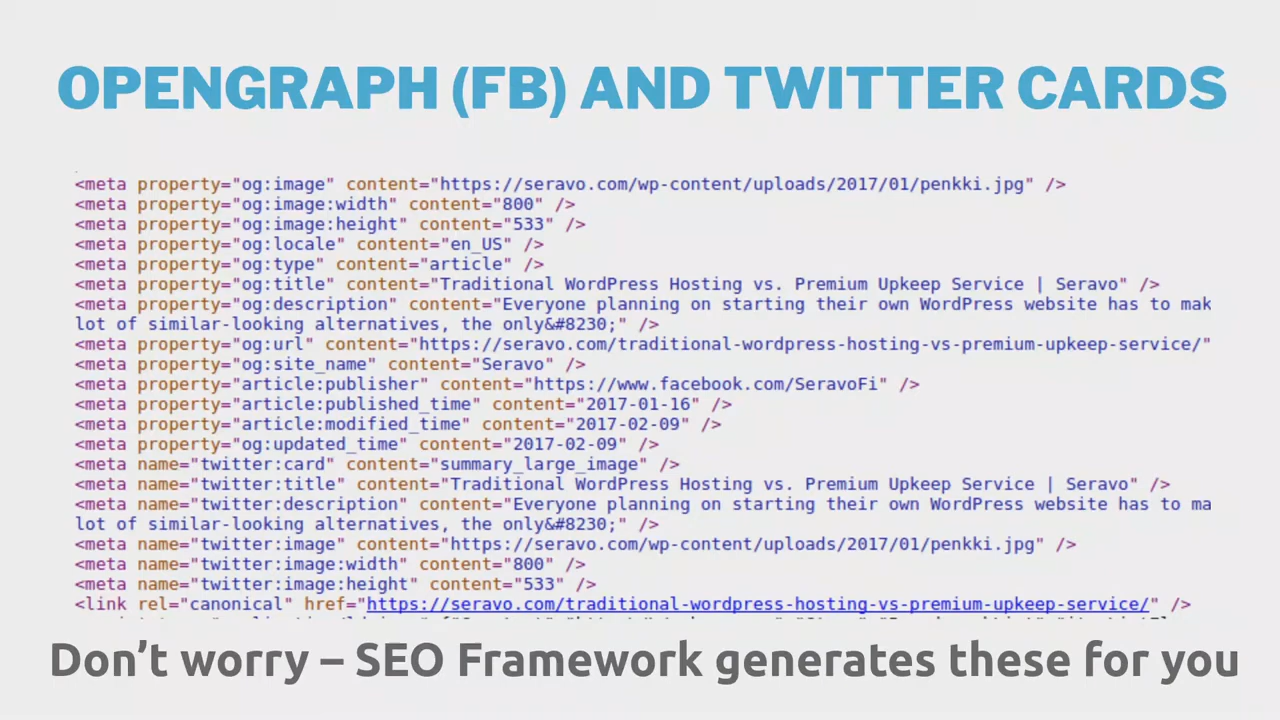 OPENGRAPH (FB) AND TWITTER CARDS
<meta property="og:image" content="https://seravo.com/wp-content/uploads/2017/01/penkki.jpg" />
<meta property="og:image:width" content="800" />
<meta property="og:image:height" content="533" />
<meta property="og:locale" content="en_US" />
<meta property="og:type" content="article" />
<meta property="og:title" content="Traditional WordPress Hosting vs. Premium Upkeep Service | Seravo" />
<meta property="og:description" content="Everyone planning on starting their own WordPress website has to mak
lot of similar-looking alternatives, the only&#8230;" />
<meta property="og:url" content="https://seravo.com/traditional-wordpress-hosting-vs-premium-upkeep-service/"
<meta property="og:site_name" content="Seravo" />
<meta property="article:publisher" content="https://www.facebook.com/SeravoFi" />
<meta property="article:published_time" content="2017-01-16" />
<meta property="article:modified_time" content="2017-02-09" />
<meta property="og:updated_time" content="2017-02-09" />
<meta name="twitter:card" content="summary_large_image" />
<meta name="twitter:title" content="Traditional WordPress Hosting vs. Premium Upkeep Service | Seravo" />
<meta name="twitter:description" content="Everyone planning on starting their own WordPress website has to ma
lot of similar-looking alternatives, the only&#8230;" />
<meta name="twitter:image" content="https://seravo.com/wp-content/uploads/2017/01/penkki.jpg" />
<meta name="twitter:image:width" content="800" />
<meta name="twitter:image:height" content="533" />
<link rel="canonical" href="https://seravo.com/traditional-wordpress-hosting-vs-premium-upkeep-service/" />
Don't worry – SEO Framework generates these for you